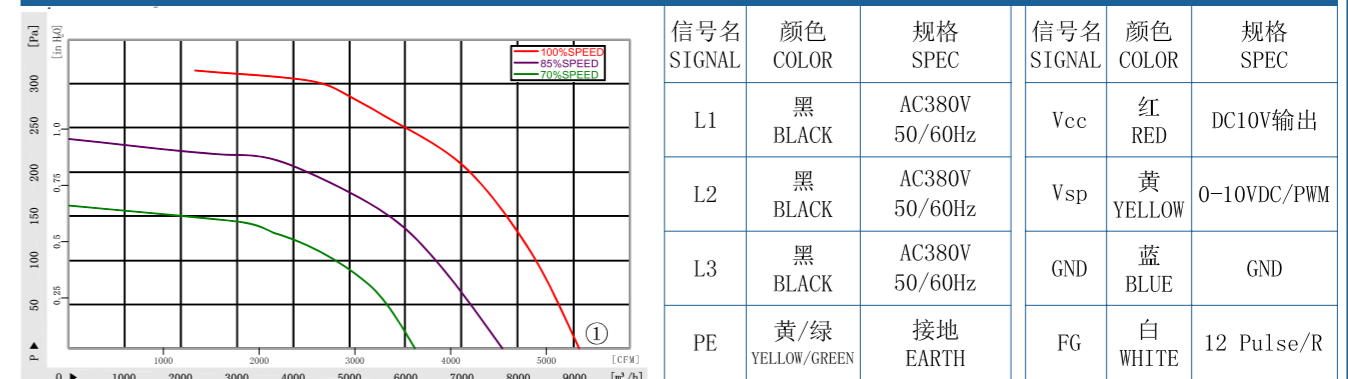 [Pa]
[in H₂O]
100%SPEED
85%SPEED
70%SPEED
300
250
200
150
100
50
1,0
0,75
0,5
0,25
①
P ▲
1000 2000 3000 4000 5000 [CFM]
0 ▶ 1000 2000 3000 4000 5000 6000 7000 8000 9000 [m³/h]
信号名 颜色 规格 信号名 颜色 规格
SIGNAL COLOR SPEC SIGNAL COLOR SPEC
L1 黑 BLACK AC380V 50/60Hz Vcc 红 RED DC10V输出
L2 黑 BLACK AC380V 50/60Hz Vsp 黄 YELLOW 0-10VDC/PWM
L3 黑 BLACK AC380V 50/60Hz GND 蓝 BLUE GND
PE 黄/绿 YELLOW/GREEN 接地 EARTH FG 白 WHITE 12 Pulse/R